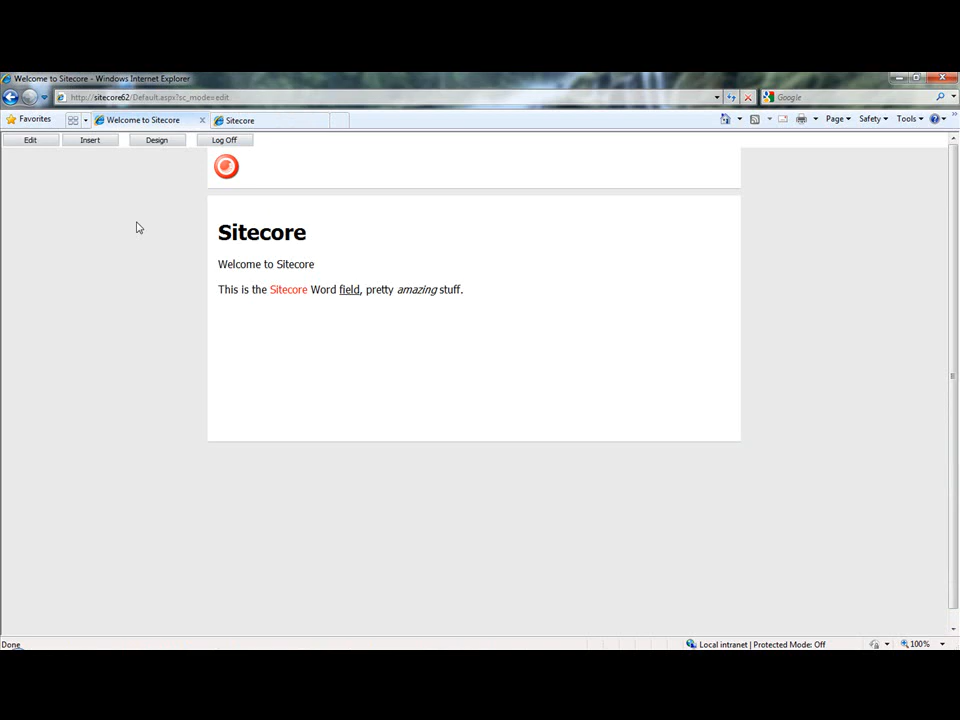 Welcome to Sitecore - Windows Internet Explorer
http://sitecore62/Default.aspx?sc_mode=edit
Google
Favorites
Welcome to Sitecore
Sitecore
Page
Safety
Tools
Edit
Insert
Design
Log Off
Sitecore
Welcome to Sitecore
This is the Sitecore Word field, pretty amazing stuff.
Done
Local intranet | Protected Mode: Off
100%